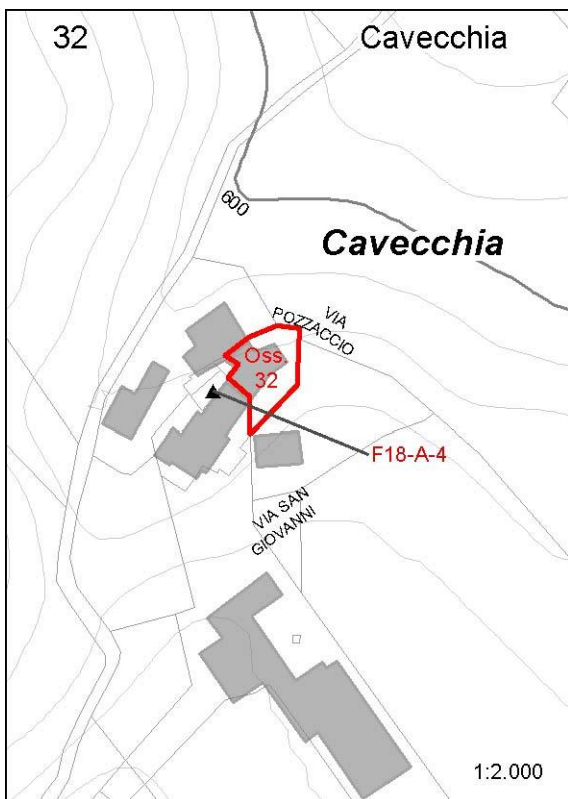 32
Cavecchia
600
Cavecchia
VIA
POZZACCIO
Oss
32
F18-A-4
VIA SAN
GIOVANNI
1:2.000